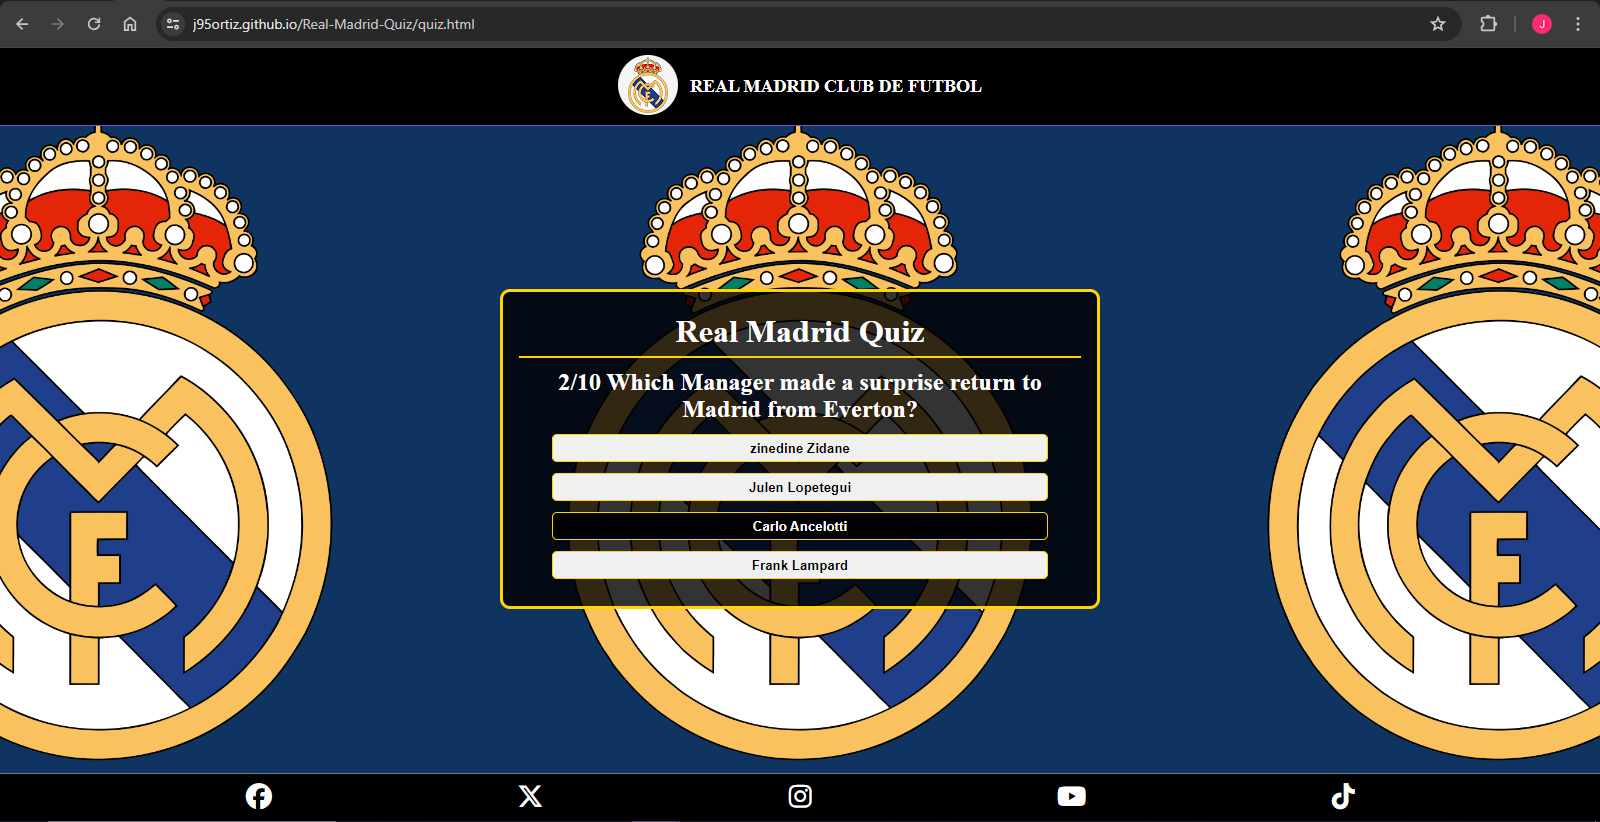 j95ortiz.github.io/Real-Madrid-Quiz/quiz.html
J
REAL MADRID CLUB DE FUTBOL
Real Madrid Quiz
2/10 Which Manager made a surprise return to
Madrid from Everton?
zinedine Zidane
Julen Lopetegui
Carlo Ancelotti
Frank Lampard